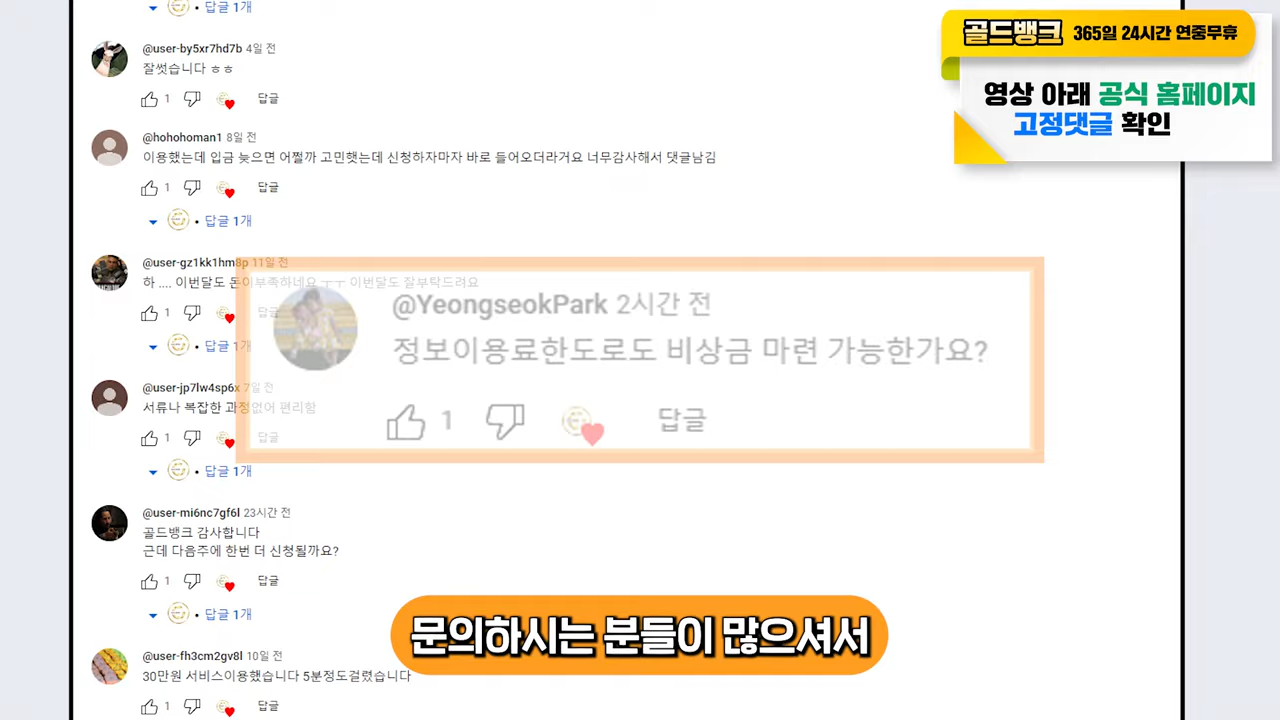 답글 1개
골드뱅크 365일 24시간 연중무휴
영상 아래 공식 홈페이지
고정댓글 확인
@user-by5xr7hd7b 4일 전
잘썻습니다 ㅎㅎ
1 답글
@hohohoman1 8일 전
이용했는데 입금 늦으면 어쩔까 고민햇는데 신청하자마자 바로 들어오더라거요 너무감사해서 댓글남김
1 답글
답글 1개
@user-gz1kk1hm8p 11일 전
하 .... 이번달도 돈이부족하네요 ㅜㅜ 이번달도 잘부탁드려요
1 답글
답글 1개
@YeongseokPark 2시간 전
정보이용료한도로도 비상금 마련 가능한가요?
1 답글
@user-jp7lw4sp6x 7일 전
서류나 복잡한 과정없어 편리함
1 답글
답글 1개
@user-mi6nc7gf6l 23시간 전
골드뱅크 감사합니다
근데 다음주에 한번 더 신청될까요?
1 답글
답글 1개
문의하시는 분들이 많으셔서
@user-fh3cm2gv8l 10일 전
30만원 서비스이용했습니다 5분정도걸렸습니다
1 답글